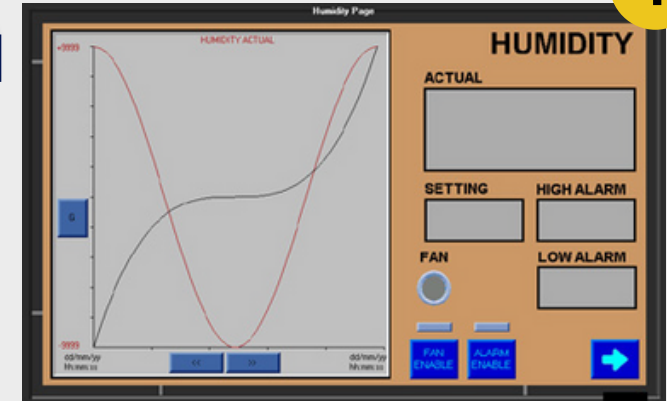 Humidity Page
HUMIDITY ACTUAL
+9999
G
-9999
dd/mm/yy
hh:mm:ss
<<
>>
dd/mm/yy
hh:mm:ss
HUMIDITY
ACTUAL
SETTING
HIGH ALARM
FAN
LOW ALARM
FAN
ENABLE
ALARM
ENABLE